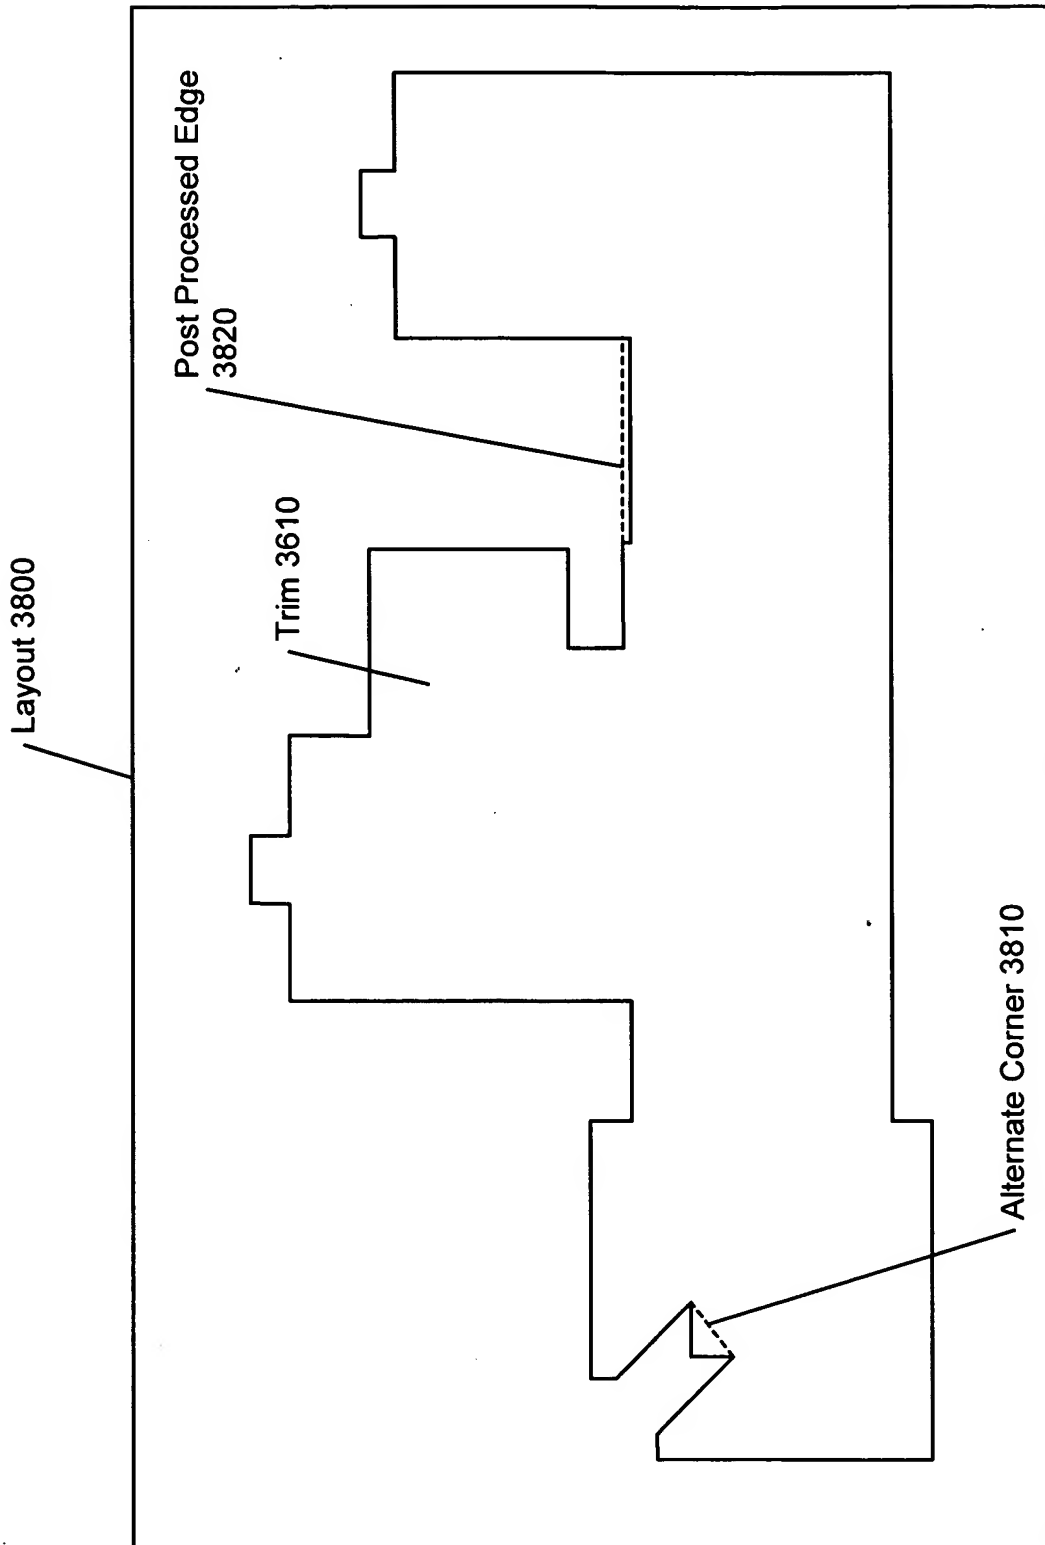 Layout 3800
Post Processed Edge
3820
Trim 3610
Alternate Corner 3810